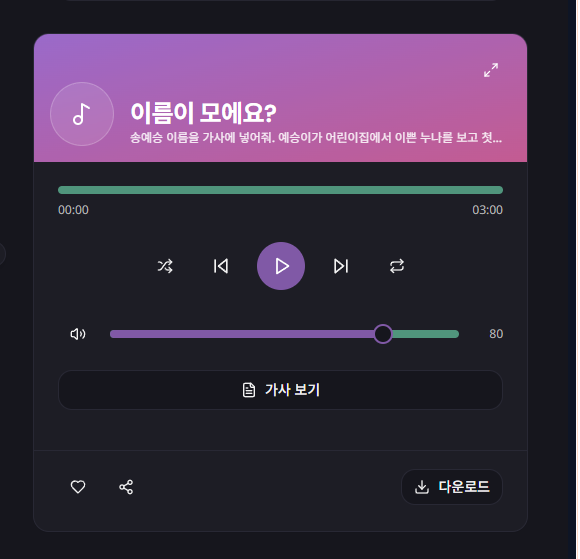 이름이 모에요?
송예승 이름을 가사에 넣어줘. 예승이가 어린이집에서 이쁜 누나를 보고 첫...
00:00
03:00
80
가사 보기
다운로드